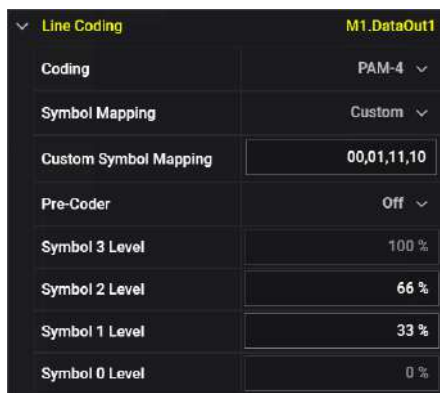 Line Coding M1.DataOut1
Coding PAM-4
Symbol Mapping Custom
Custom Symbol Mapping 00,01,11,10
Pre-Coder Off
Symbol 3 Level 100 %
Symbol 2 Level 66 %
Symbol 1 Level 33 %
Symbol 0 Level 0 %